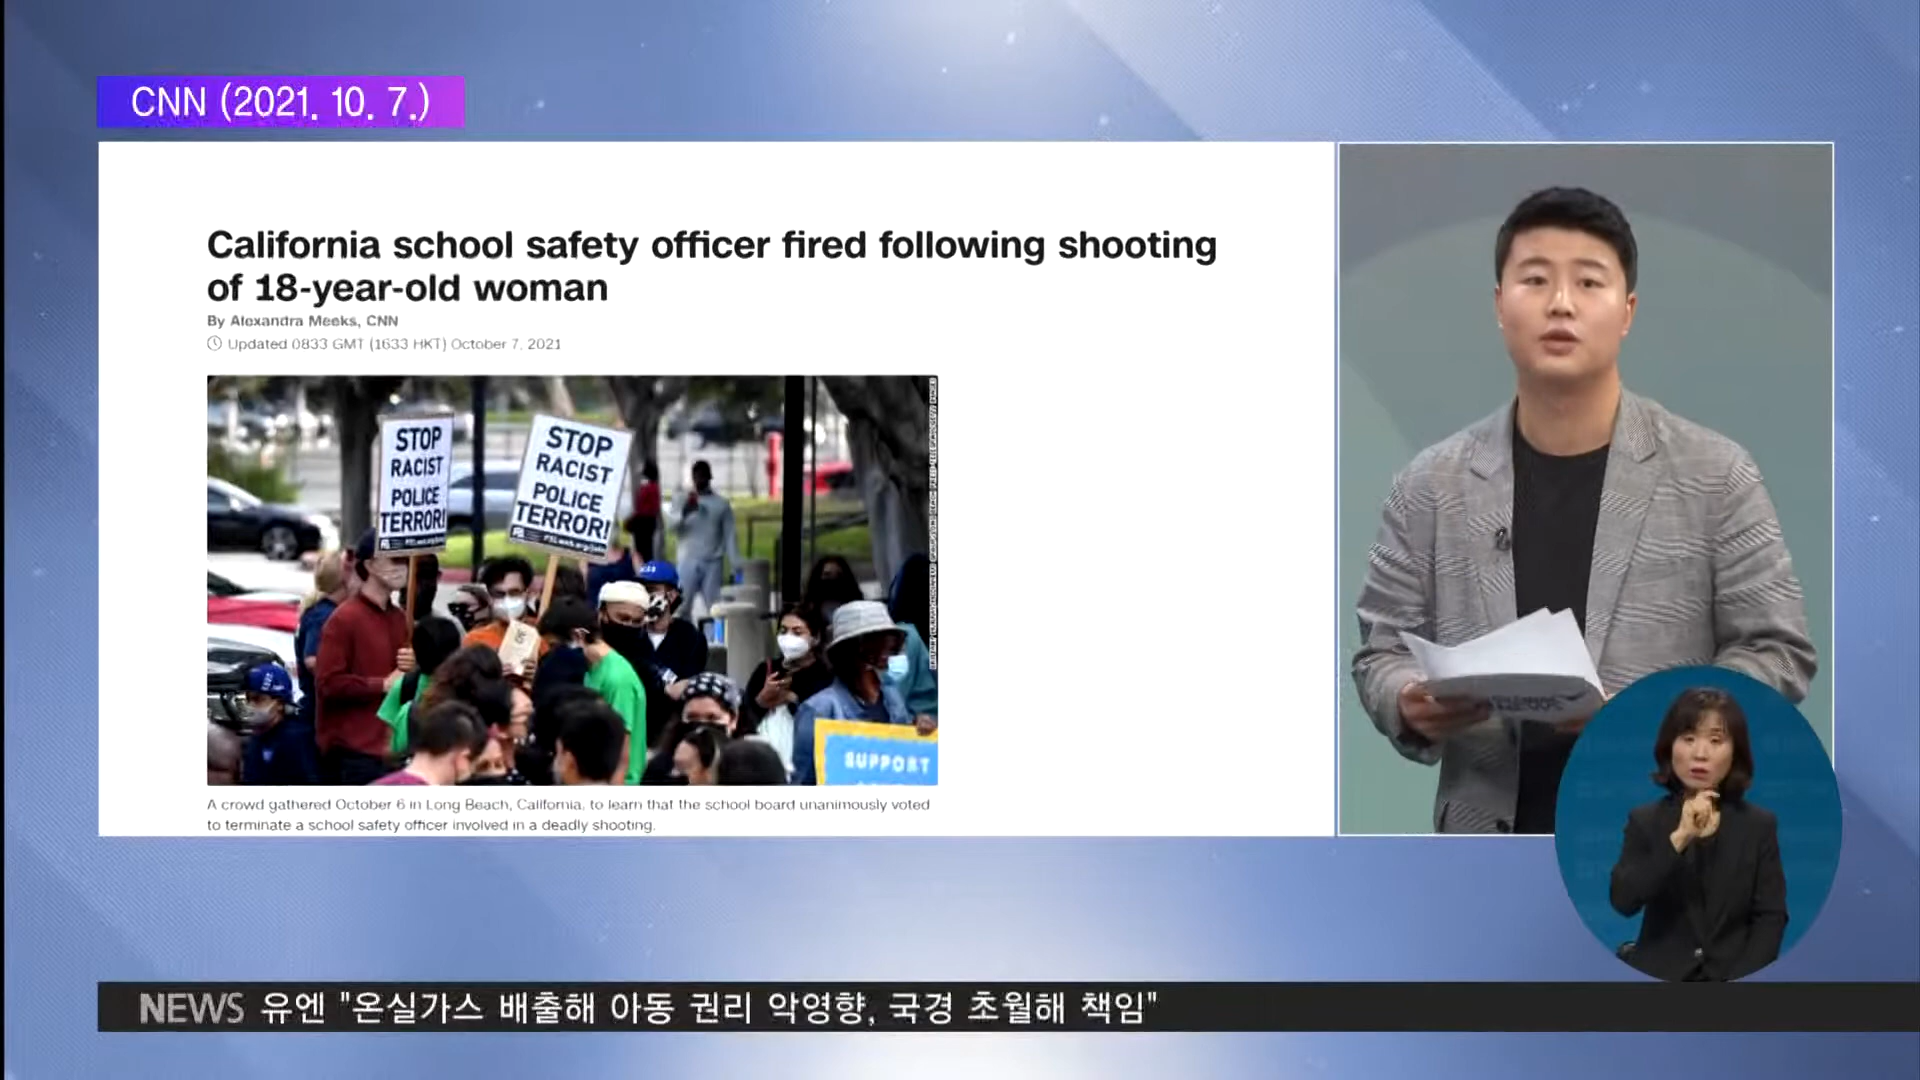 CNN (2021. 10. 7.)
California school safety officer fired following shooting
of 18-year-old woman
By Alexandra Meeks, CNN
Updated 0833 GMT (1633 HKT) October 7, 2021
STOP
RACIST
POLICE
TERROR!
STOP
RACIST
POLICE
TERROR!
SUPPORT
A crowd gathered October 6 in Long Beach, California, to learn that the school board unanimously voted
to terminate a school safety officer involved in a deadly shooting.
NEWS 유엔 "온실가스 배출해 아동 권리 악영향, 국경 초월해 책임"